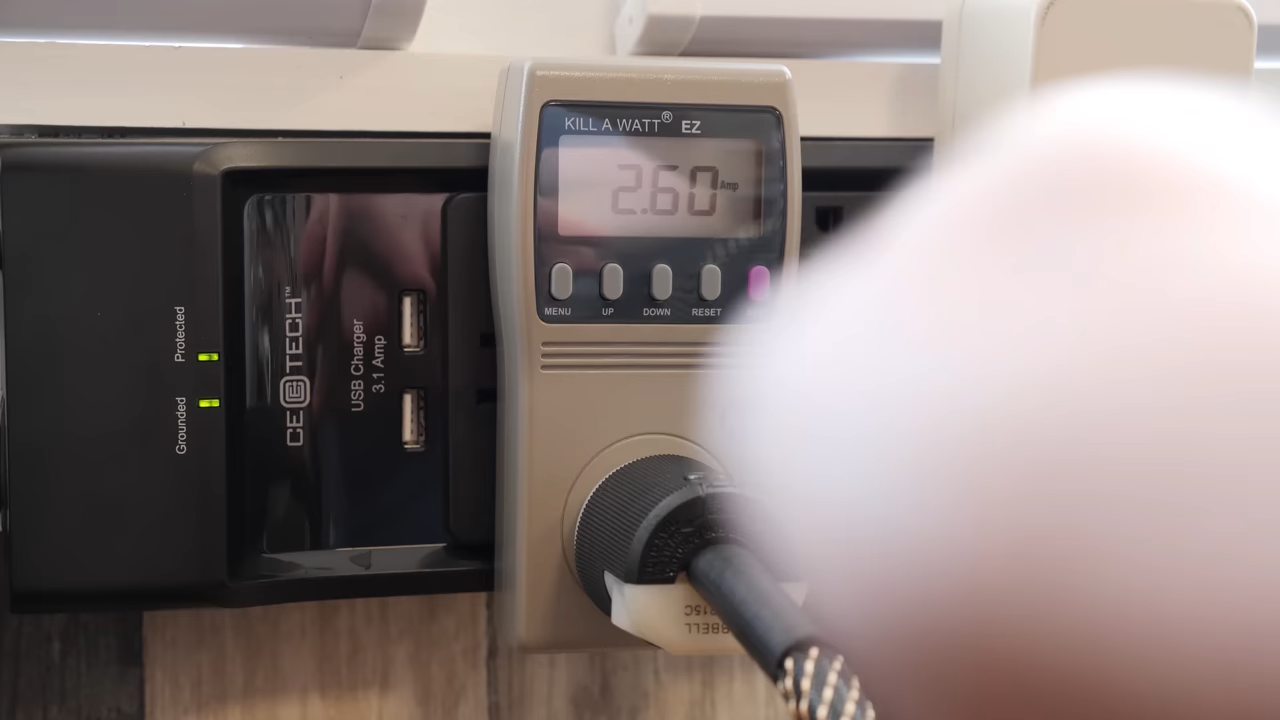 KILL A WATT® EZ
2.60 Amp
MENU UP DOWN RESET
Protected
Grounded
CE TECH™
USB Charger
3.1 Amp